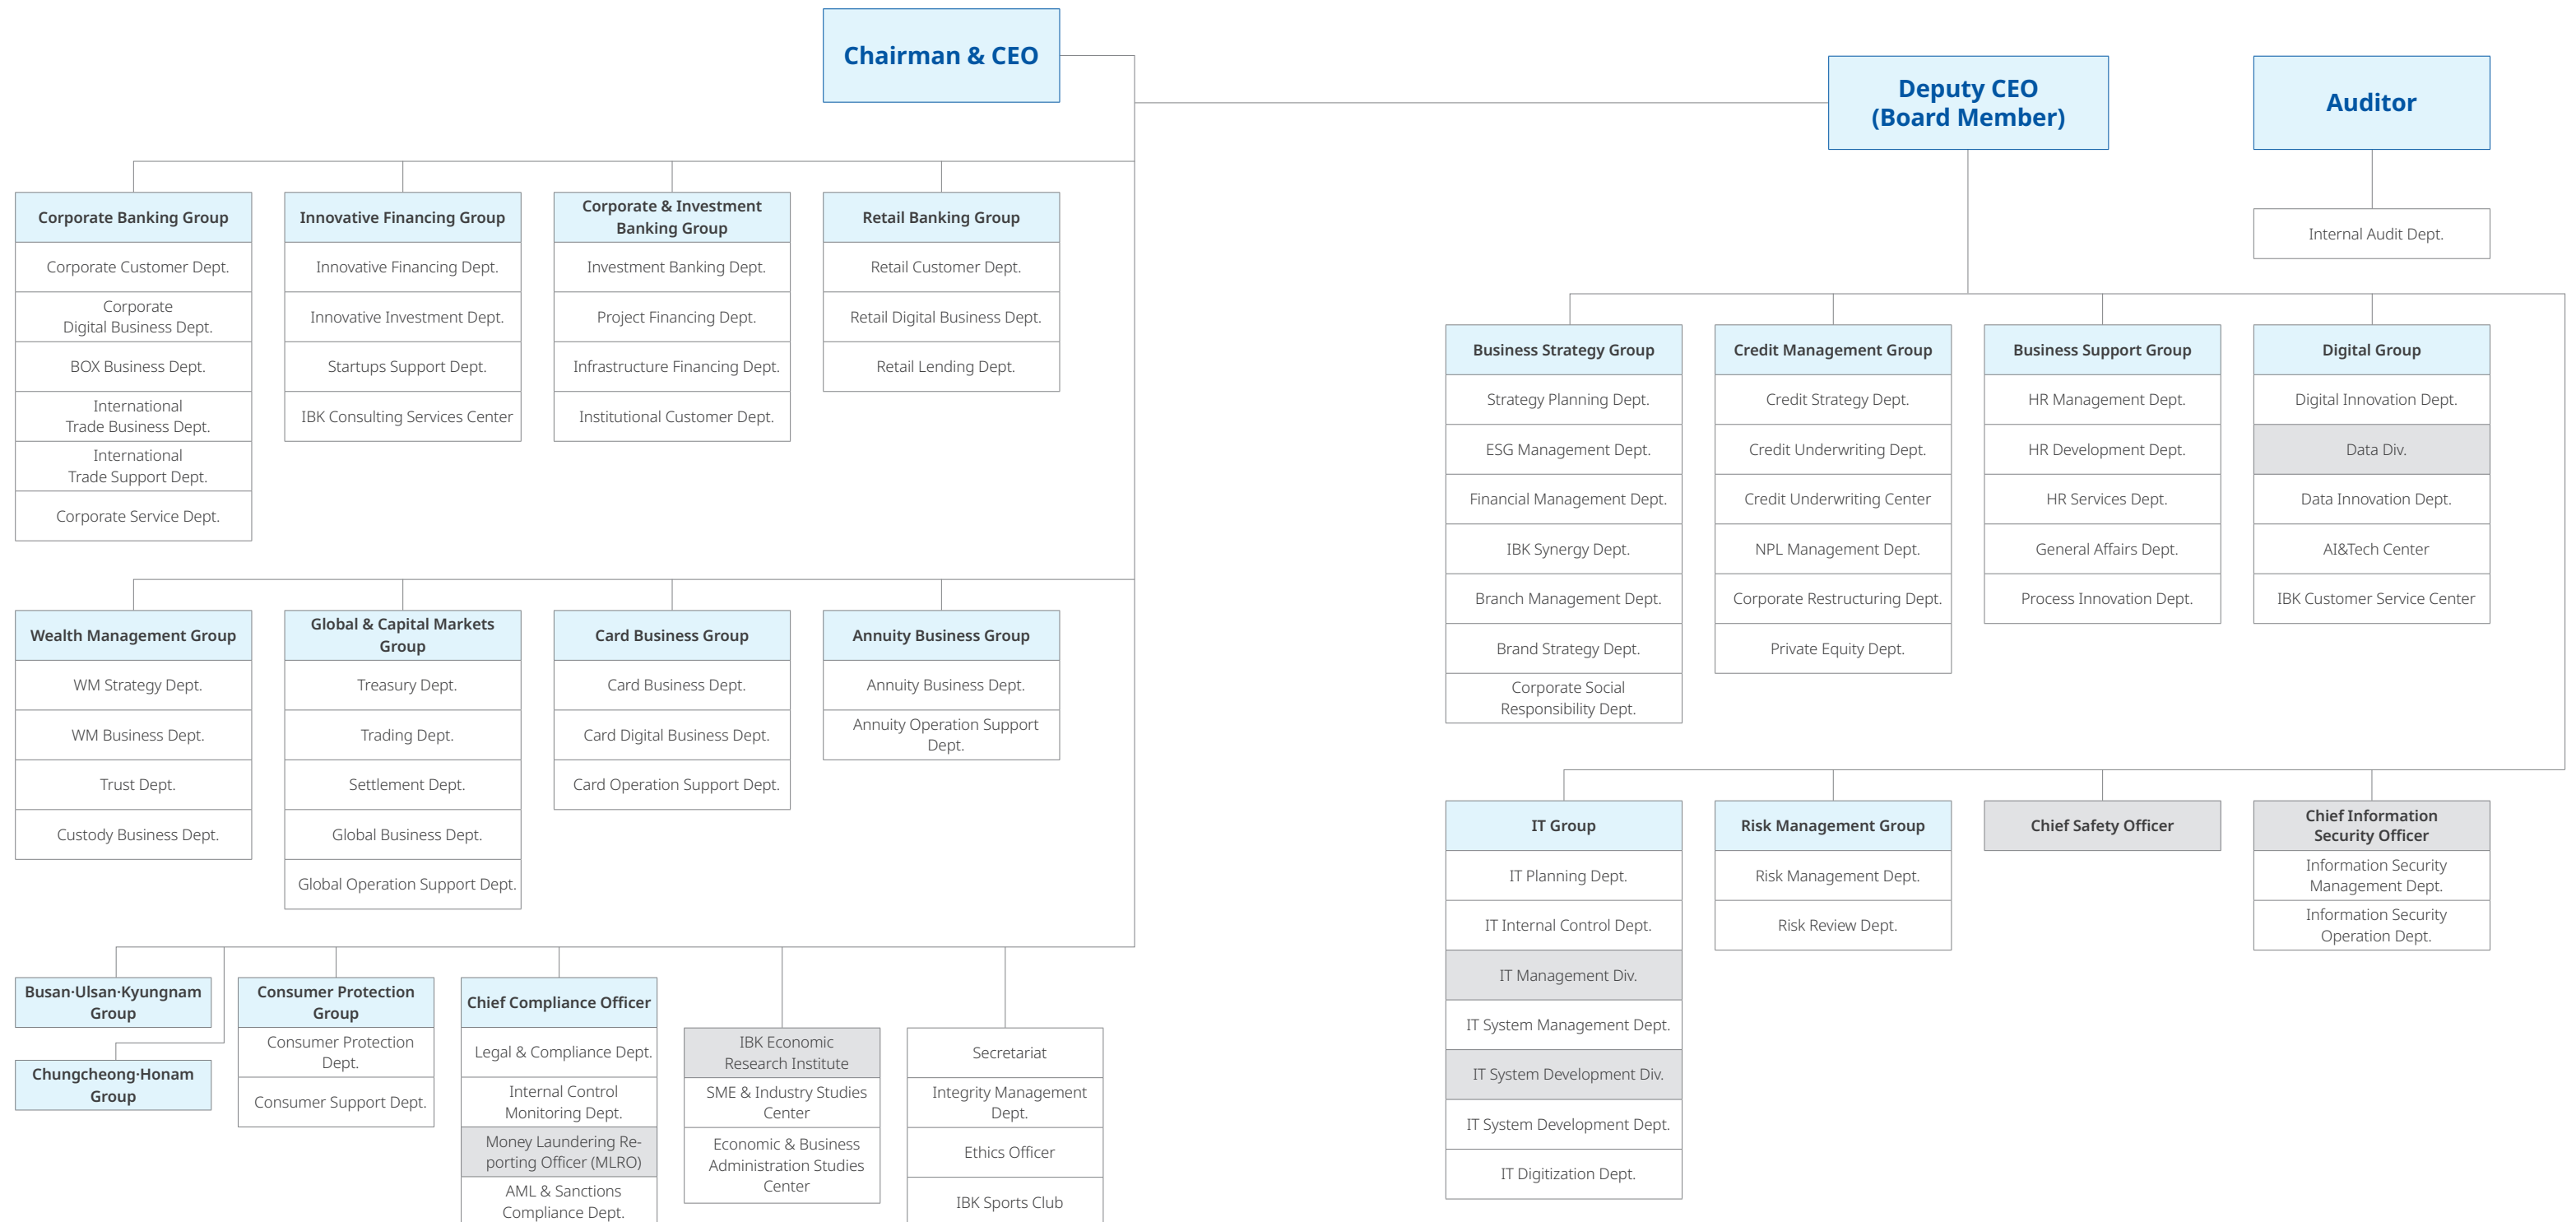 Chairman & CEO
Deputy CEO
(Board Member)
Auditor
Internal Audit Dept.
Corporate Banking Group
Corporate Customer Dept.
Corporate
Digital Business Dept.
BOX Business Dept.
International
Trade Business Dept.
International
Trade Support Dept.
Corporate Service Dept.
Innovative Financing Group
Innovative Financing Dept.
Innovative Investment Dept.
Startups Support Dept.
IBK Consulting Services Center
Corporate & Investment
Banking Group
Investment Banking Dept.
Project Financing Dept.
Infrastructure Financing Dept.
Institutional Customer Dept.
Retail Banking Group
Retail Customer Dept.
Retail Digital Business Dept.
Retail Lending Dept.
Wealth Management Group
WM Strategy Dept.
WM Business Dept.
Trust Dept.
Custody Business Dept.
Global & Capital Markets
Group
Treasury Dept.
Trading Dept.
Settlement Dept.
Global Business Dept.
Global Operation Support Dept.
Card Business Group
Card Business Dept.
Card Digital Business Dept.
Card Operation Support Dept.
Annuity Business Group
Annuity Business Dept.
Annuity Operation Support
Dept.
Busan·Ulsan·Kyungnam
Group
Chungcheong·Honam
Group
Consumer Protection
Group
Consumer Protection
Dept.
Consumer Support Dept.
Chief Compliance Officer
Legal & Compliance Dept.
Internal Control
Monitoring Dept.
Money Laundering Re-
porting Officer (MLRO)
AML & Sanctions
Compliance Dept.
IBK Economic
Research Institute
SME & Industry Studies
Center
Economic & Business
Administration Studies
Center
Secretariat
Integrity Management
Dept.
Ethics Officer
IBK Sports Club
Business Strategy Group
Strategy Planning Dept.
ESG Management Dept.
Financial Management Dept.
IBK Synergy Dept.
Branch Management Dept.
Brand Strategy Dept.
Corporate Social
Responsibility Dept.
Credit Management Group
Credit Strategy Dept.
Credit Underwriting Dept.
Credit Underwriting Center
NPL Management Dept.
Corporate Restructuring Dept.
Private Equity Dept.
Business Support Group
HR Management Dept.
HR Development Dept.
HR Services Dept.
General Affairs Dept.
Process Innovation Dept.
Digital Group
Digital Innovation Dept.
Data Div.
Data Innovation Dept.
AI&Tech Center
IBK Customer Service Center
IT Group
IT Planning Dept.
IT Internal Control Dept.
IT Management Div.
IT System Management Dept.
IT System Development Div.
IT System Development Dept.
IT Digitization Dept.
Risk Management Group
Risk Management Dept.
Risk Review Dept.
Chief Safety Officer
Chief Information
Security Officer
Information Security
Management Dept.
Information Security
Operation Dept.